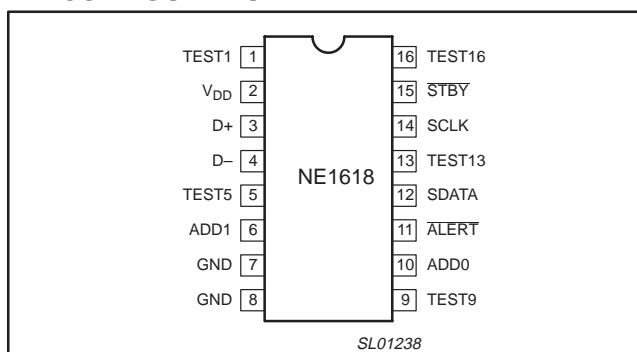 TEST1 1 16 TEST16
VDD 2 15 STBY
D+ 3 14 SCLK
D– 4 13 TEST13
NE1618
TEST5 5 12 SDATA
ADD1 6 11 ALERT
GND 7 10 ADD0
GND 8 9 TEST9
SL01238